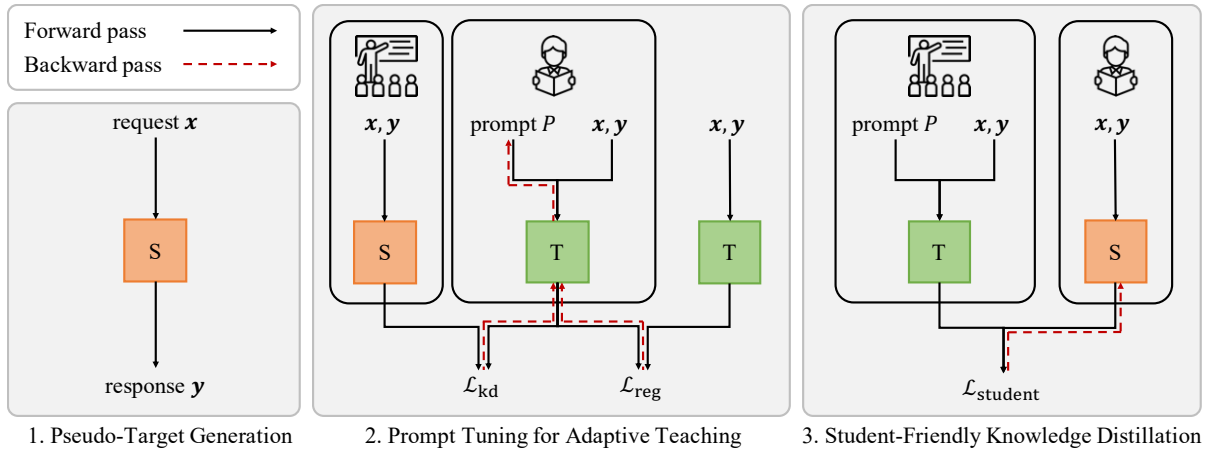 Forward pass
Backward pass
request x
S
response y
1. Pseudo-Target Generation
x, y
prompt P
x, y
x, y
S
T
T
ℒkd
ℒreg
2. Prompt Tuning for Adaptive Teaching
prompt P
x, y
x, y
T
S
ℒstudent
3. Student-Friendly Knowledge Distillation